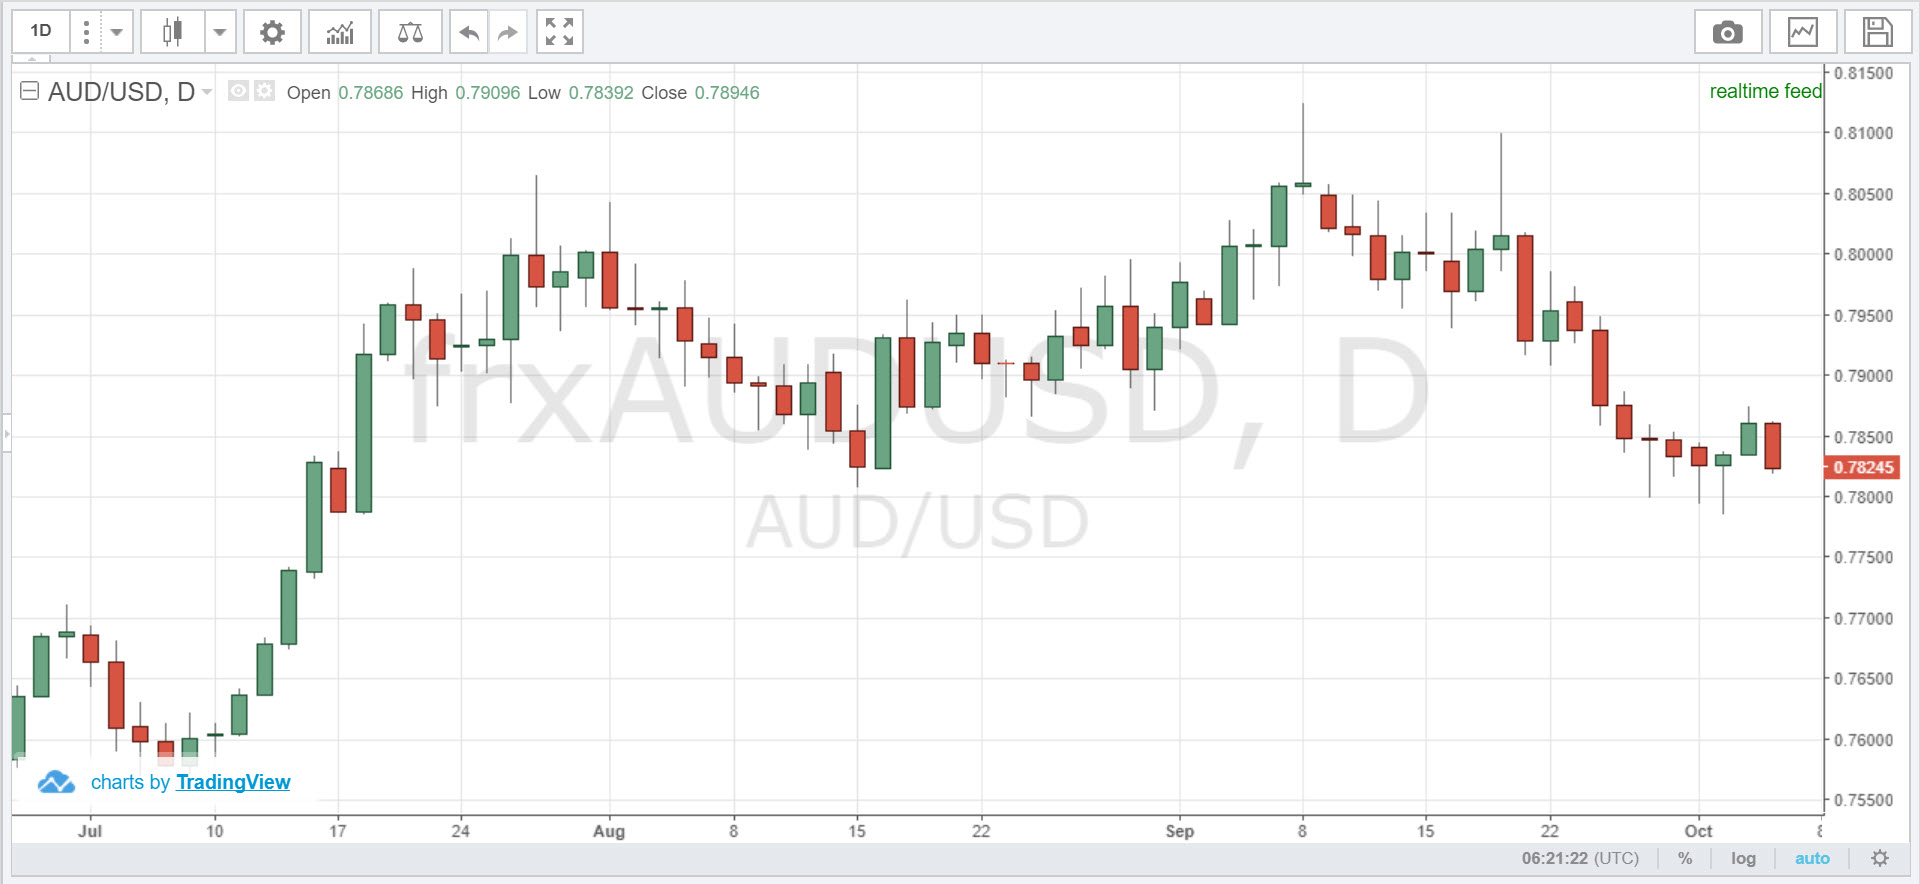 1D
AUD/USD, D Open 0.78686 High 0.79096 Low 0.78392 Close 0.78946
realtime feed
0.81500
0.81000
0.80500
0.80000
0.79500
0.79000
0.78500
0.78245
0.78000
0.77500
0.77000
0.76500
0.76000
0.75500
frxAUDUSD, D
AUD/USD
charts by TradingView
Jul 10 17 24 Aug 8 15 22 Sep 8 15 22 Oct 8
06:21:22 (UTC) % log auto